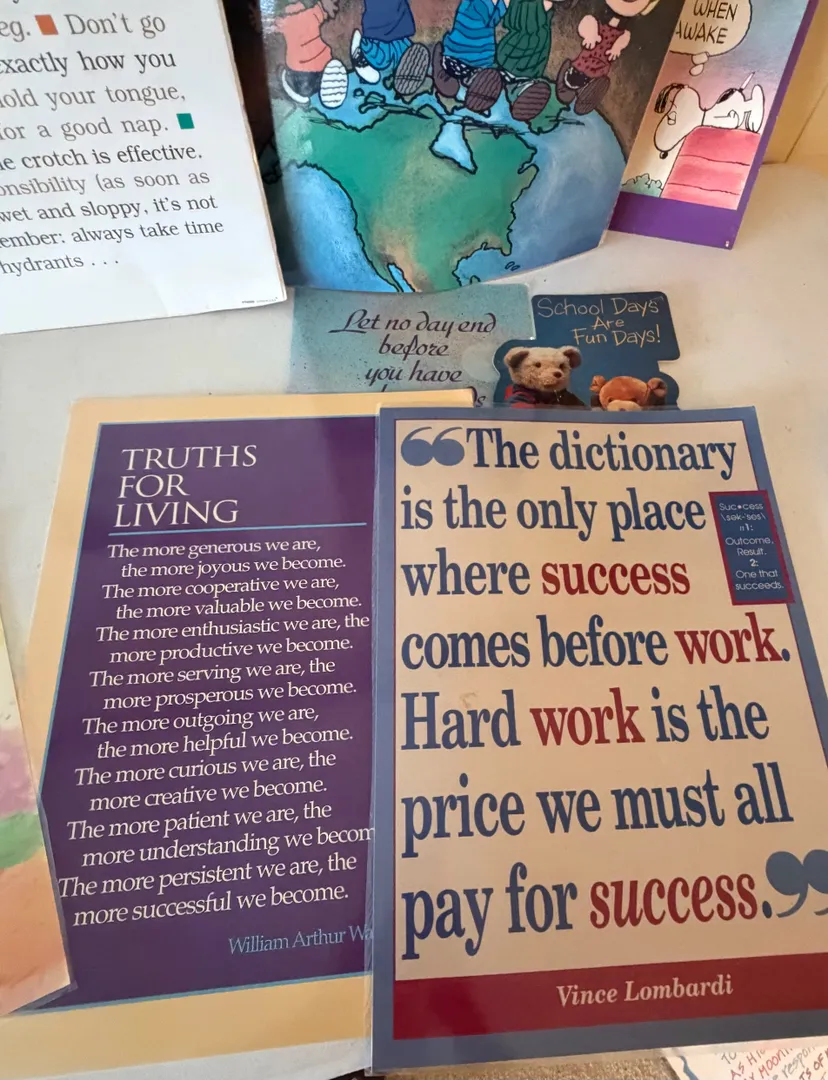 eg. ■ Don't go
exactly how you
hold your tongue,
for a good nap. ■
e crotch is effective.
onsibility (as soon as
wet and sloppy, it's not
ember: always take time
hydrants . . .
WHEN
AWAKE
Let no day end
before
you have
School Days
Are
Fun Days!
TRUTHS
FOR
LIVING
The more generous we are,
the more joyous we become.
The more cooperative we are,
the more valuable we become.
The more enthusiastic we are, the
more productive we become.
The more serving we are, the
more prosperous we become.
The more outgoing we are,
the more helpful we become.
The more curious we are, the
more creative we become.
The more patient we are, the
more understanding we becom
The more persistent we are, the
more successful we become.
William Arthur Wa
“The dictionary
is the only place
where success
comes before work.
Hard work is the
price we must all
pay for success.”
Suc•cess
\sek-'ses\
n 1:
Outcome,
Result.
2:
One that
succeeds.
Vince Lombardi